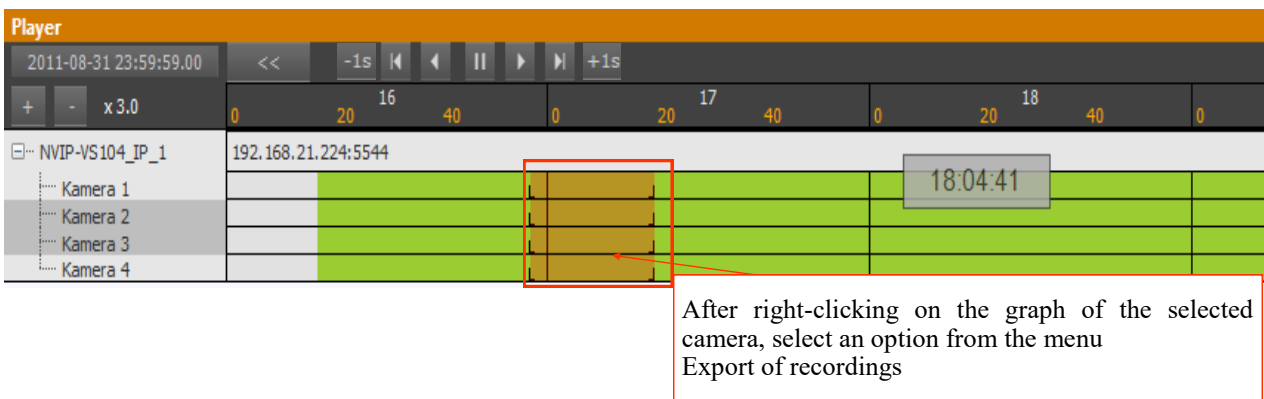 Player
2011-08-31 23:59:59.00 << -1s +1s
+ - x 3.0
16 17 18
0 20 40 0 20 40 0 20 40 0
NVIP-VS104_IP_1 192.168.21.224:5544
Kamera 1
18:04:41
Kamera 2
Kamera 3
Kamera 4
After right-clicking on the graph of the selected
camera, select an option from the menu
Export of recordings